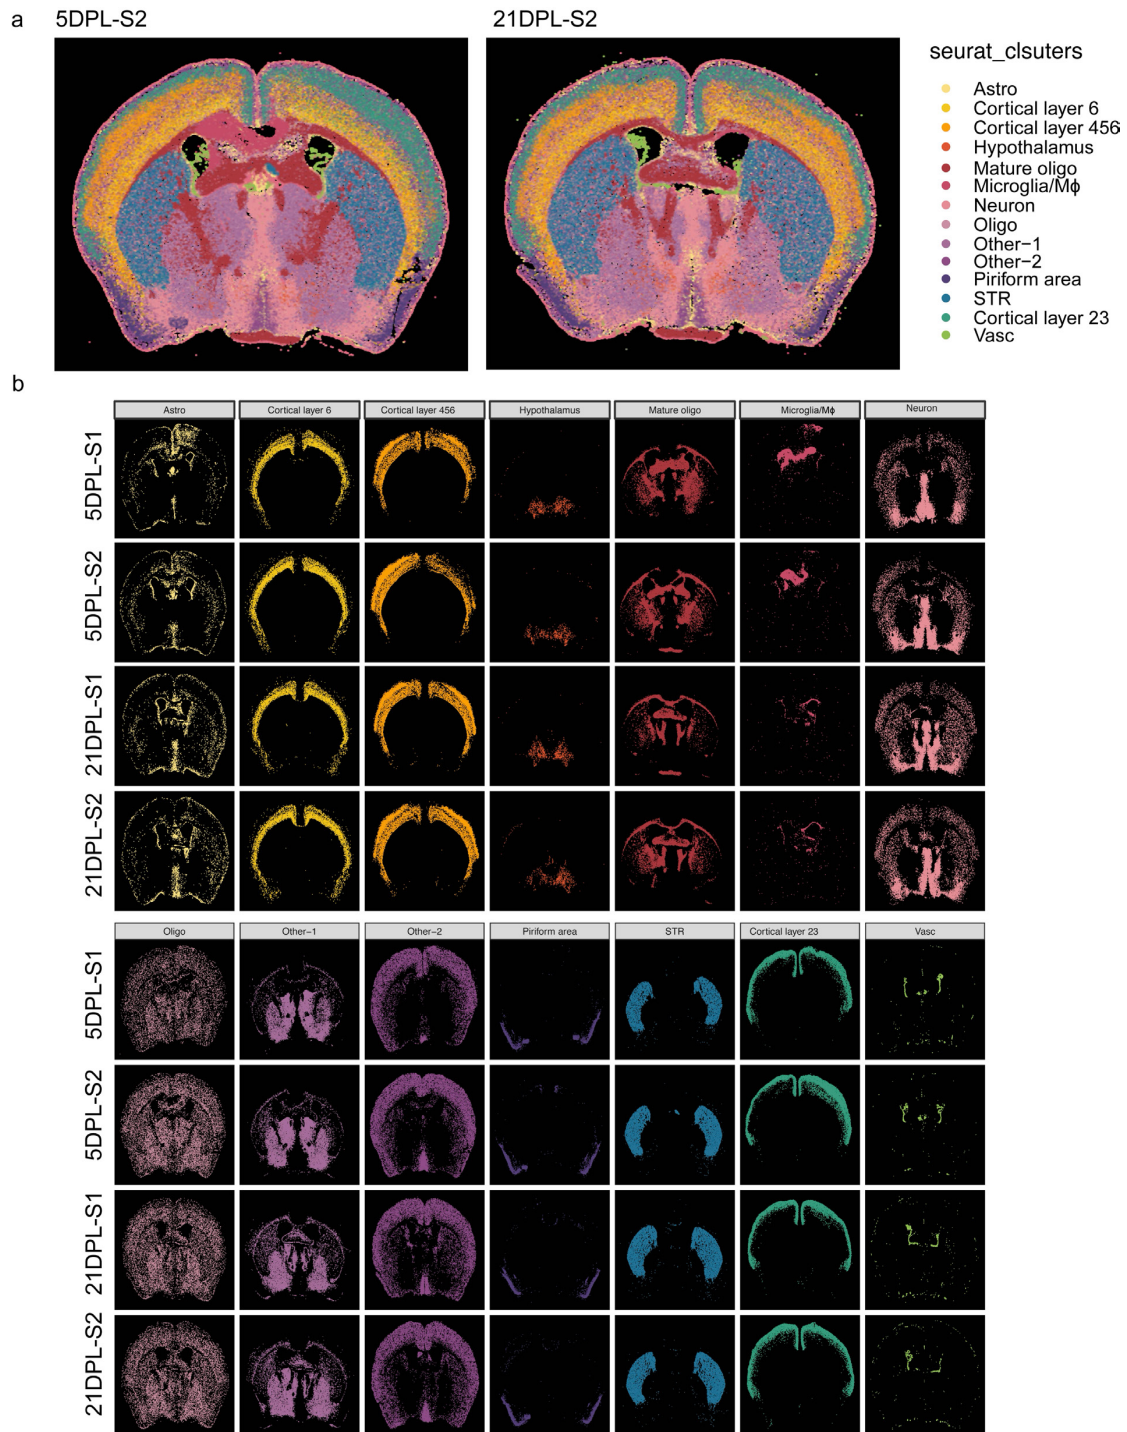 a
5DPL-S2
21DPL-S2
seurat_clsuters
Astro
Cortical layer 6
Cortical layer 456
Hypothalamus
Mature oligo
Microglia/Mϕ
Neuron
Oligo
Other-1
Other-2
Piriform area
STR
Cortical layer 23
Vasc
b
Astro Cortical layer 6 Cortical layer 456 Hypothalamus Mature oligo Microglia/Mϕ Neuron
5DPL-S1
5DPL-S2
21DPL-S1
21DPL-S2
Oligo Other-1 Other-2 Piriform area STR Cortical layer 23 Vasc
5DPL-S1
5DPL-S2
21DPL-S1
21DPL-S2